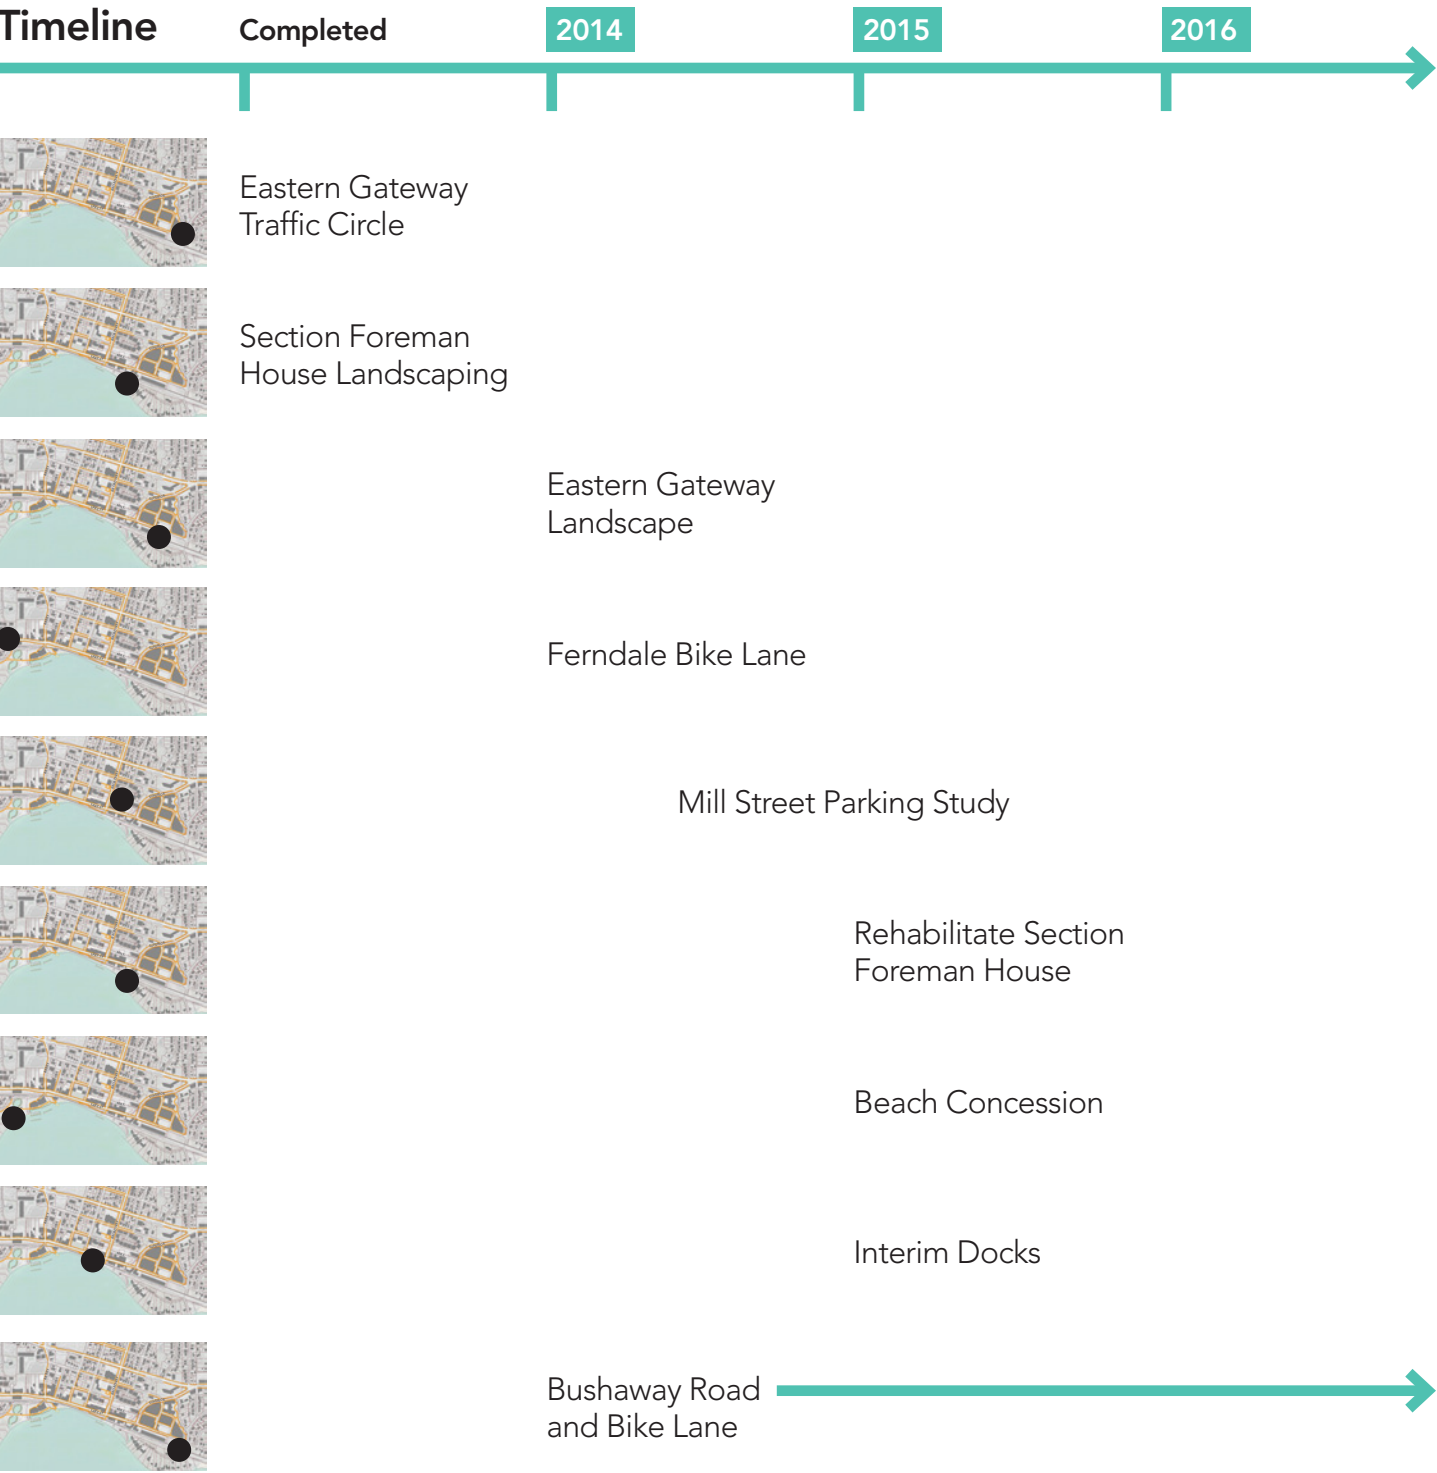 Timeline Completed 2014 2015 2016
Eastern Gateway
Traffic Circle
Section Foreman
House Landscaping
Eastern Gateway
Landscape
Ferndale Bike Lane
Mill Street Parking Study
Rehabilitate Section
Foreman House
Beach Concession
Interim Docks
Bushaway Road
and Bike Lane